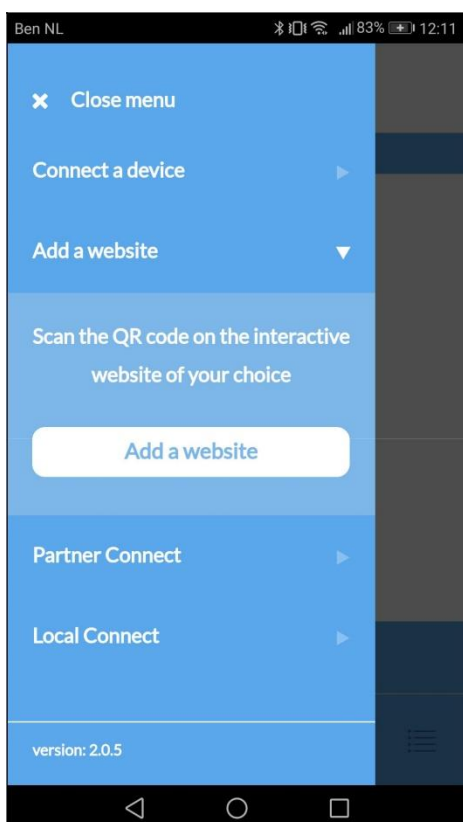 Ben NL 83% 12:11
Close menu
Connect a device
Add a website
Scan the QR code on the interactive
website of your choice
Add a website
Partner Connect
Local Connect
version: 2.0.5